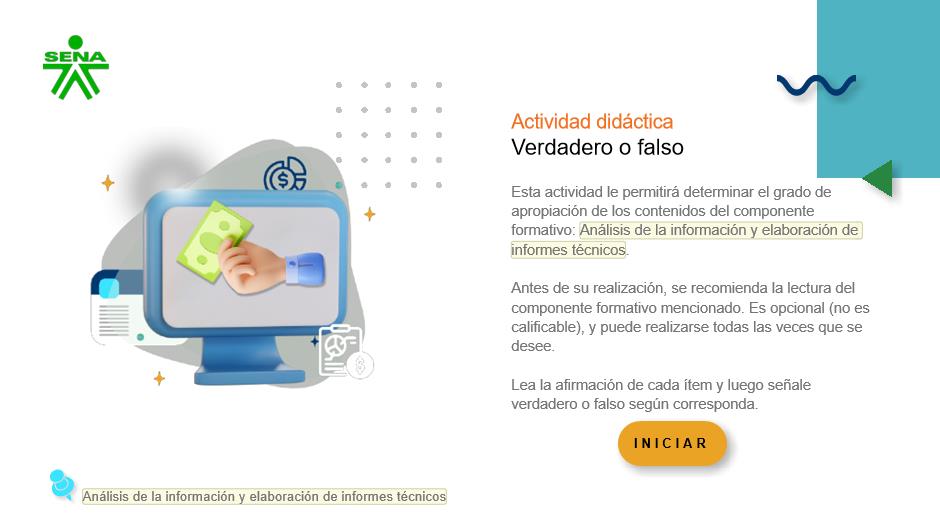 SENA
Actividad didáctica
Verdadero o falso
Esta actividad le permitirá determinar el grado de
apropiación de los contenidos del componente
formativo: Análisis de la información y elaboración de
informes técnicos.
Antes de su realización, se recomienda la lectura del
componente formativo mencionado. Es opcional (no es
calificable), y puede realizarse todas las veces que se
desee.
Lea la afirmación de cada ítem y luego señale
verdadero o falso según corresponda.
INICIAR
Análisis de la información y elaboración de informes técnicos